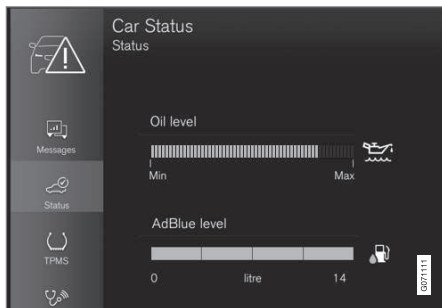 Car Status
Status
Messages
Status
TPMS
Oil level
Min Max
AdBlue level
0 litre 14
G071111